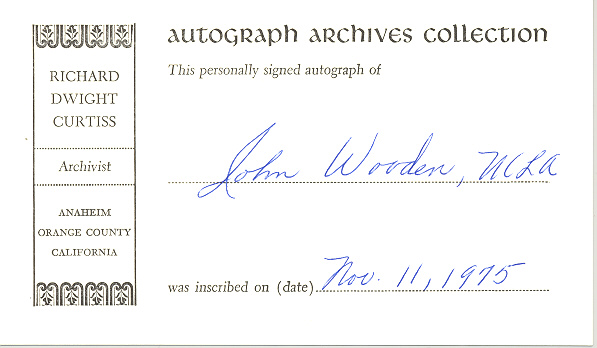 AUTOGRAPH ARCHIVES COLLECTION
RICHARD
DWIGHT
CURTISS
Archivist
ANAHEIM
ORANGE COUNTY
CALIFORNIA
This personally signed autograph of
John Wooden, UCLA
was inscribed on (date) Nov. 11, 1975